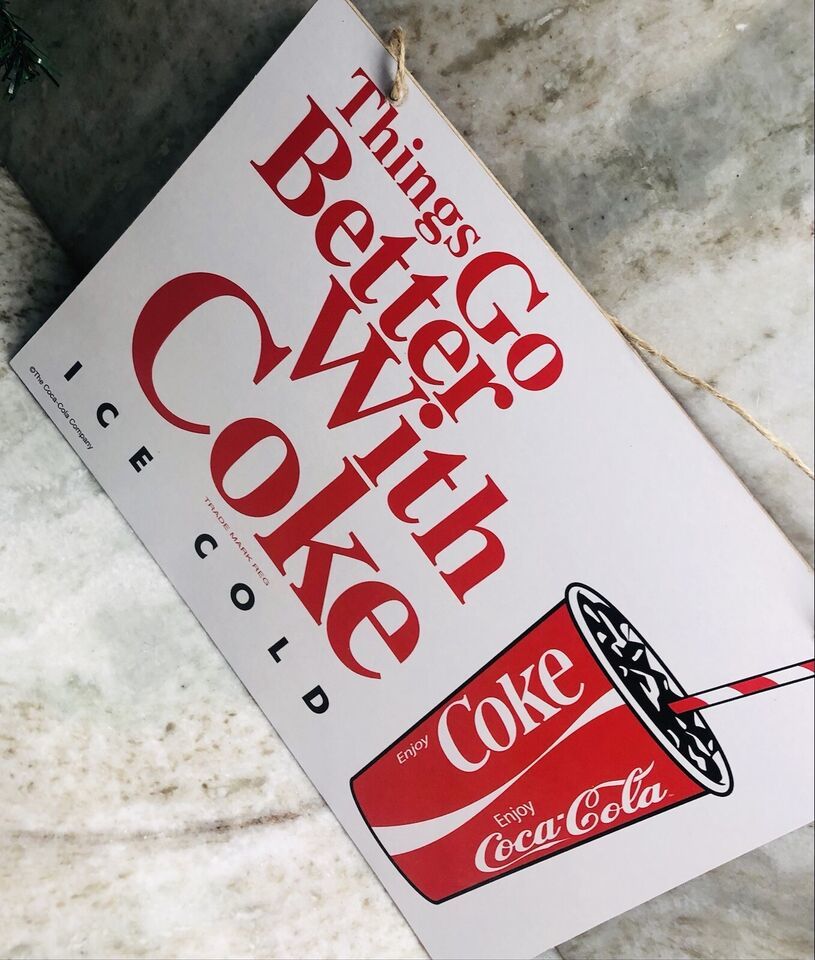 Things Go
Better
With
Coke
TRADE MARK REG
ICE COLD
©The Coca-Cola Company
Enjoy
Coke
Enjoy
Coca-Cola